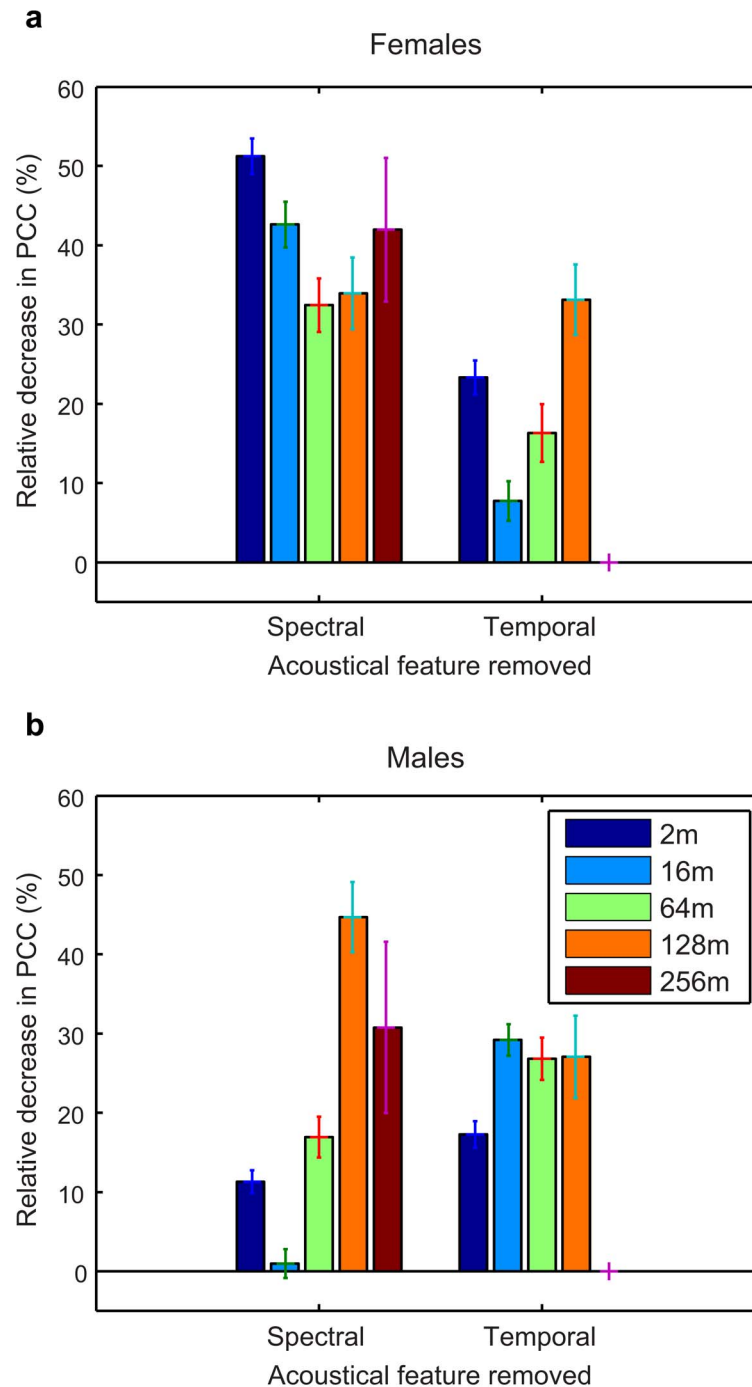 a
Females
Relative decrease in PCC (%)
60
50
40
30
20
10
0
Spectral
Temporal
Acoustical feature removed
b
Males
Relative decrease in PCC (%)
60
50
40
30
20
10
0
2m
16m
64m
128m
256m
Spectral
Temporal
Acoustical feature removed